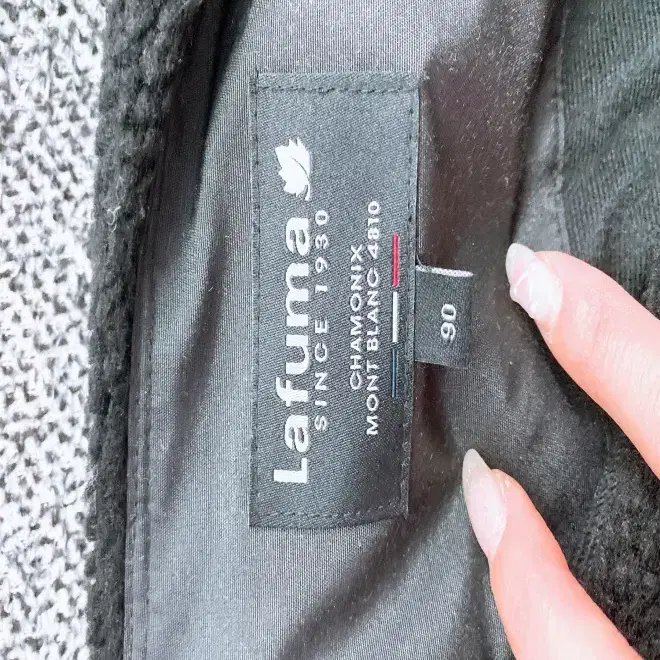 Lafuma
SINCE 1930
CHAMONIX
MONT BLANC 4810
90